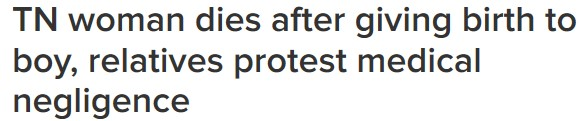 TN woman dies after giving birth to
boy, relatives protest medical
negligence